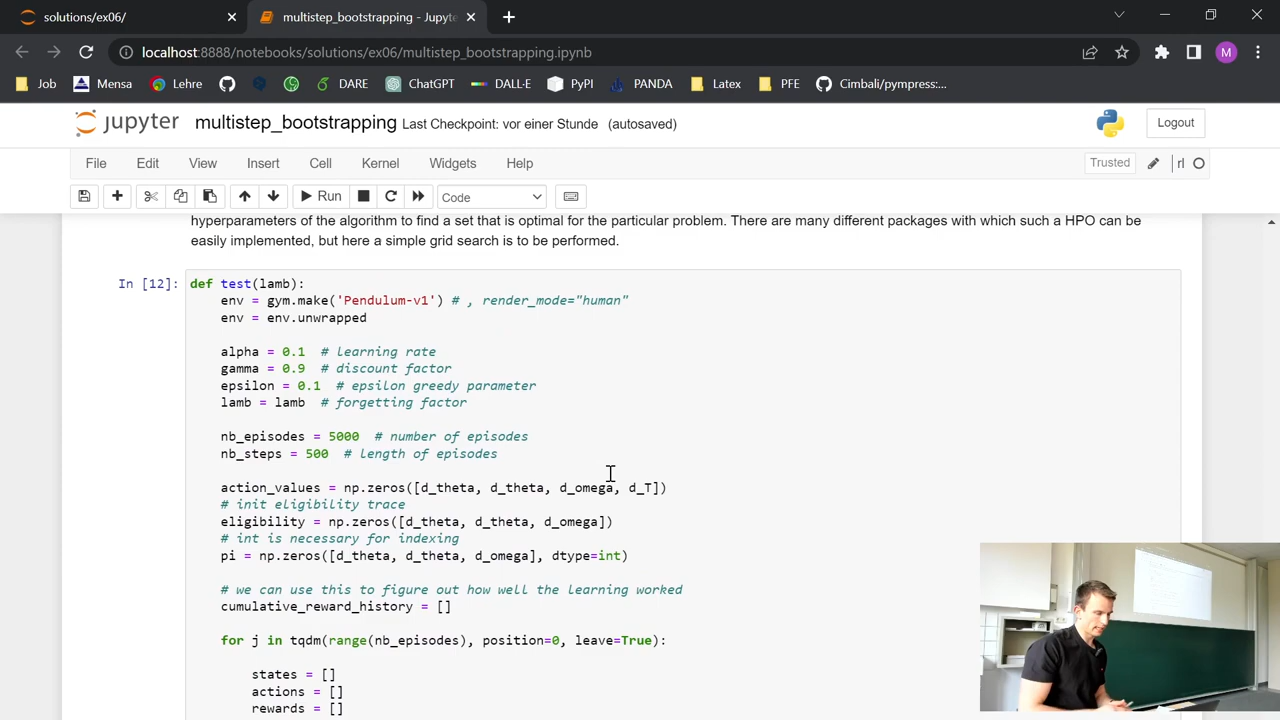 solutions/ex06/
multistep_bootstrapping - Jupyte
localhost:8888/notebooks/solutions/ex06/multistep_bootstrapping.ipynb
M
Job Mensa Lehre DARE ChatGPT DALL-E PyPI PANDA Latex PFE Cimbali/pympress:...
jupyter multistep_bootstrapping Last Checkpoint: vor einer Stunde (autosaved)
Logout
File Edit View Insert Cell Kernel Widgets Help
Trusted rl
Run Code
hyperparameters of the algorithm to find a set that is optimal for the particular problem. There are many different packages with which such a HPO can be
easily implemented, but here a simple grid search is to be performed.
In [12]: def test(lamb):
env = gym.make('Pendulum-v1') # , render_mode="human"
env = env.unwrapped
alpha = 0.1 # learning rate
gamma = 0.9 # discount factor
epsilon = 0.1 # epsilon greedy parameter
lamb = lamb # forgetting factor
nb_episodes = 5000 # number of episodes
nb_steps = 500 # length of episodes
action_values = np.zeros([d_theta, d_theta, d_omega, d_T])
# init eligibility trace
eligibility = np.zeros([d_theta, d_theta, d_omega])
# int is necessary for indexing
pi = np.zeros([d_theta, d_theta, d_omega], dtype=int)
# we can use this to figure out how well the learning worked
cumulative_reward_history = []
for j in tqdm(range(nb_episodes), position=0, leave=True):
states = []
actions = []
rewards = []